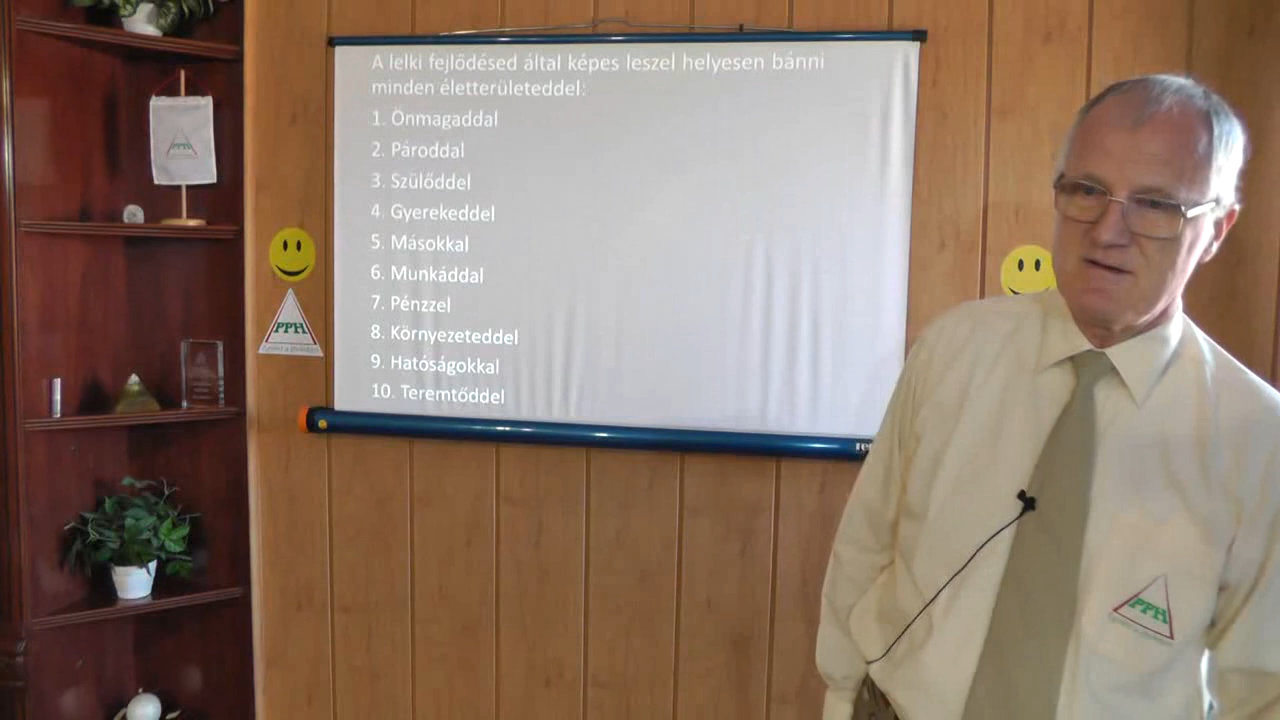 A lelki fejlődésed által képes leszel helyesen bánni
minden életterületeddel:
1. Önmagaddal
2. Pároddal
3. Szülőddel
4. Gyerekeddel
5. Másokkal
6. Munkáddal
7. Pénzzel
8. Környezeteddel
9. Hatóságokkal
10. Teremtőddel
PPH
PPH
PPH